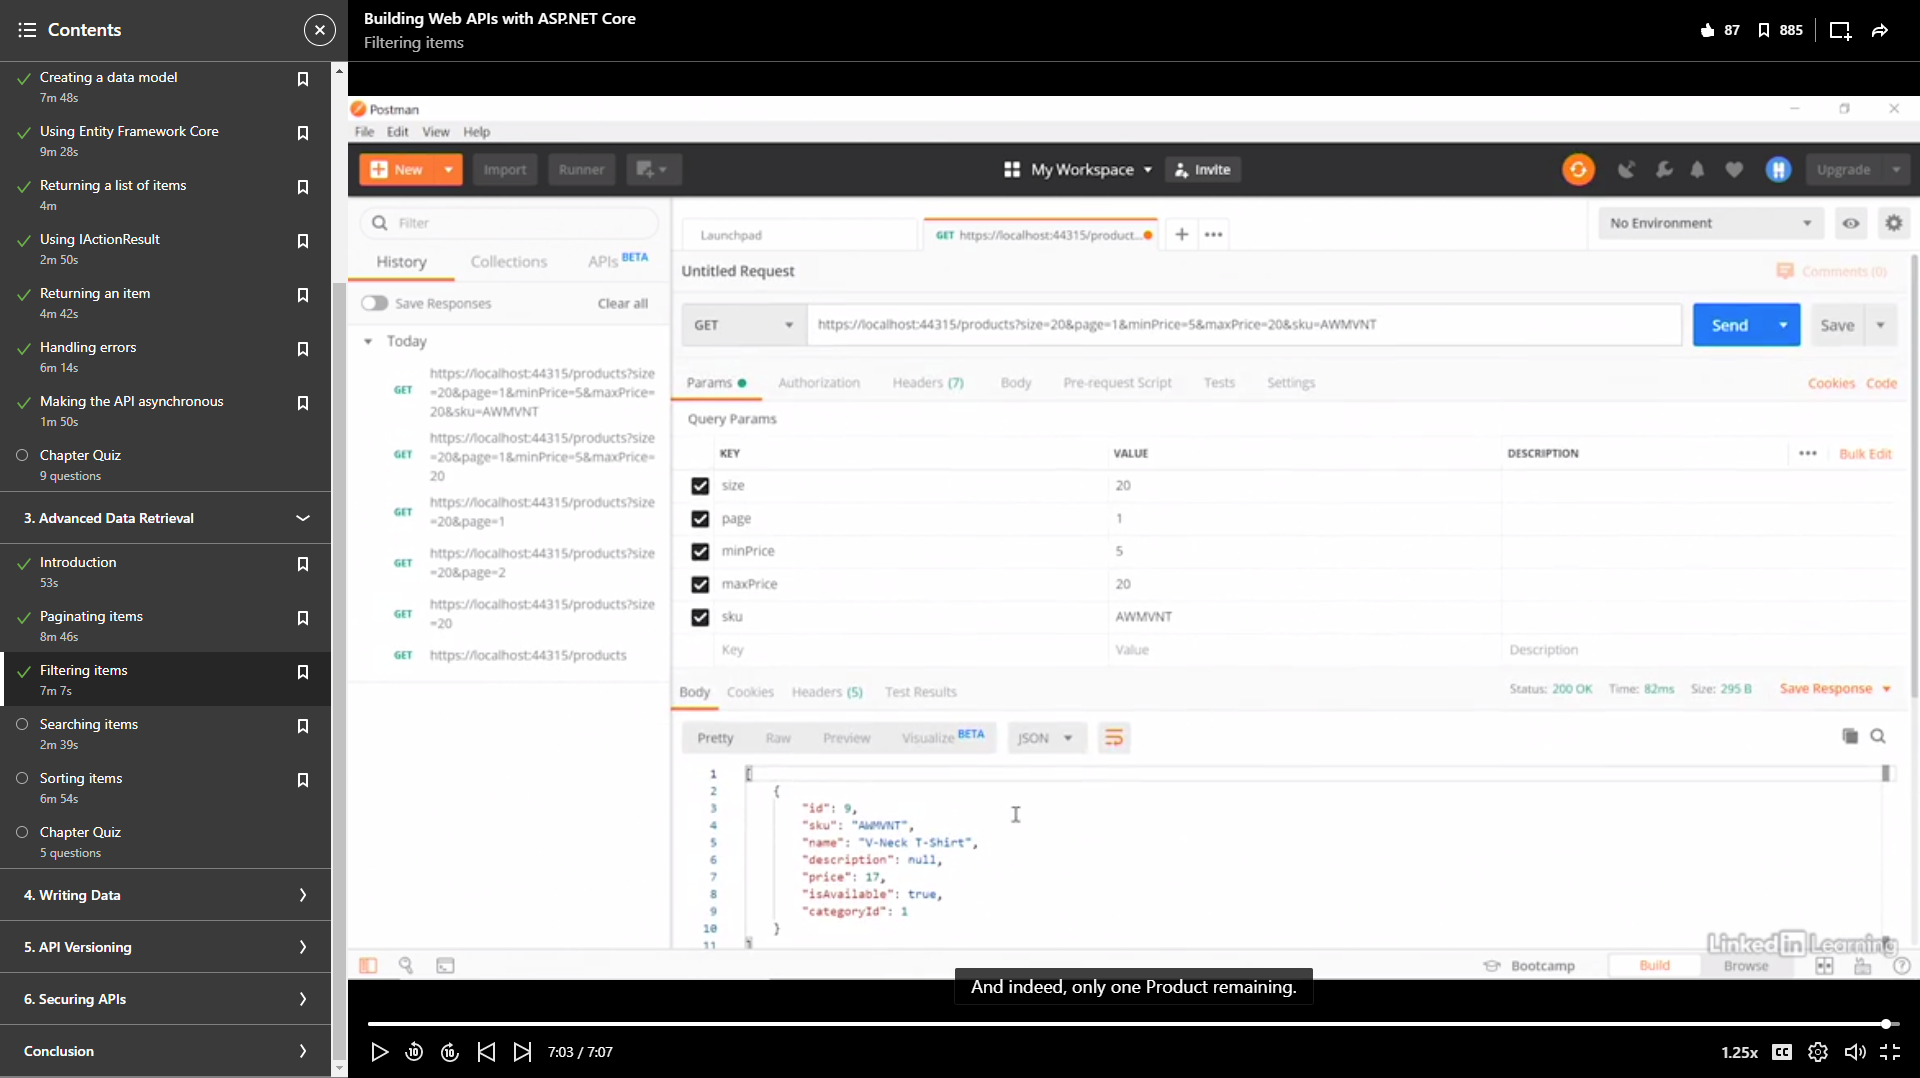 Contents
Building Web APIs with ASP.NET Core
Filtering items
87
885
Creating a data model
7m 48s
Using Entity Framework Core
9m 28s
Returning a list of items
4m
Using IActionResult
2m 50s
Returning an item
4m 42s
Handling errors
6m 14s
Making the API asynchronous
1m 50s
Chapter Quiz
9 questions
3. Advanced Data Retrieval
Introduction
53s
Paginating items
8m 46s
Filtering items
7m 7s
Searching items
2m 39s
Sorting items
6m 54s
Chapter Quiz
5 questions
4. Writing Data
5. API Versioning
6. Securing APIs
Conclusion
Postman
File Edit View Help
New Import Runner My Workspace Invite Upgrade
Filter
History Collections APIs BETA
Save Responses Clear all
Today
GET https://localhost:44315/products?size
=20&page=1&minPrice=5&maxPrice=
20&sku=AWMVNT
GET https://localhost:44315/products?size
=20&page=1&minPrice=5&maxPrice=
20
GET https://localhost:44315/products?size
=20&page=1
GET https://localhost:44315/products?size
=20&page=2
GET https://localhost:44315/products?size
=20
GET https://localhost:44315/products
Launchpad GET https://localhost:44315/product... No Environment
Untitled Request Comments (0)
GET https://localhost:44315/products?size=20&page=1&minPrice=5&maxPrice=20&sku=AWMVNT Send Save
Params Authorization Headers (7) Body Pre-request Script Tests Settings Cookies Code
Query Params
KEY VALUE DESCRIPTION Bulk Edit
size 20
page 1
minPrice 5
maxPrice 20
sku AWMVNT
Key Value Description
Body Cookies Headers (5) Test Results Status: 200 OK Time: 82ms Size: 295 B Save Response
Pretty Raw Preview Visualize BETA JSON
1 [
2 {
3 "id": 9,
4 "sku": "AWMVNT",
5 "name": "V-Neck T-Shirt",
6 "description": null,
7 "price": 17,
8 "isAvailable": true,
9 "categoryId": 1
10 }
11 ]
LinkedIn Learning
Bootcamp Build Browse
And indeed, only one Product remaining.
10 10 7:03 / 7:07 1.25x CC